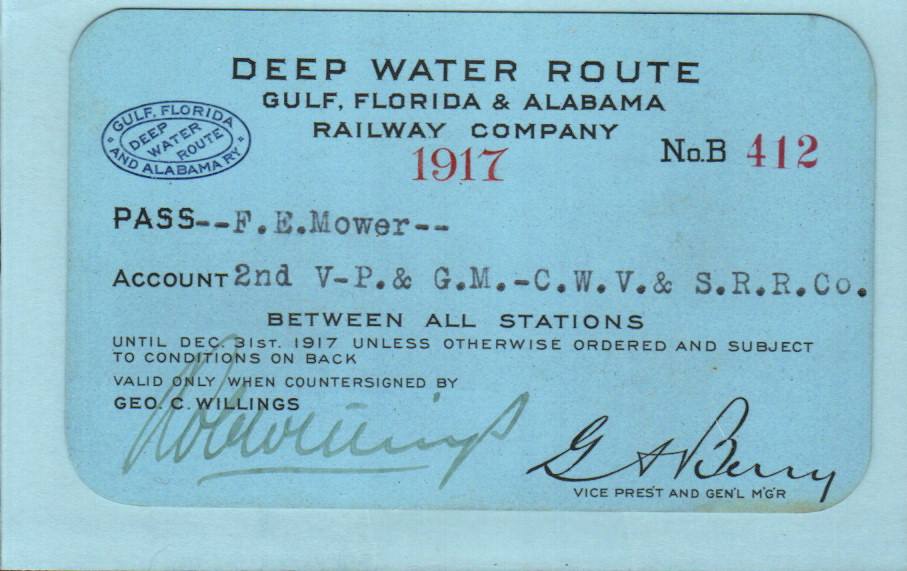 DEEP WATER ROUTE
GULF, FLORIDA & ALABAMA
RAILWAY COMPANY
1917
No.B 412
GULF, FLORIDA
DEEP
WATER
ROUTE
AND ALABAMA RY
PASS--F.E.Mower--
ACCOUNT 2nd V-P.& G.M.-C.W.V.& S.R.R.Co.
BETWEEN ALL STATIONS
UNTIL DEC. 31ST. 1917 UNLESS OTHERWISE ORDERED AND SUBJECT
TO CONDITIONS ON BACK
VALID ONLY WHEN COUNTERSIGNED BY
GEO. C. WILLINGS
G A Berry
VICE PRES'T AND GEN'L M'G'R